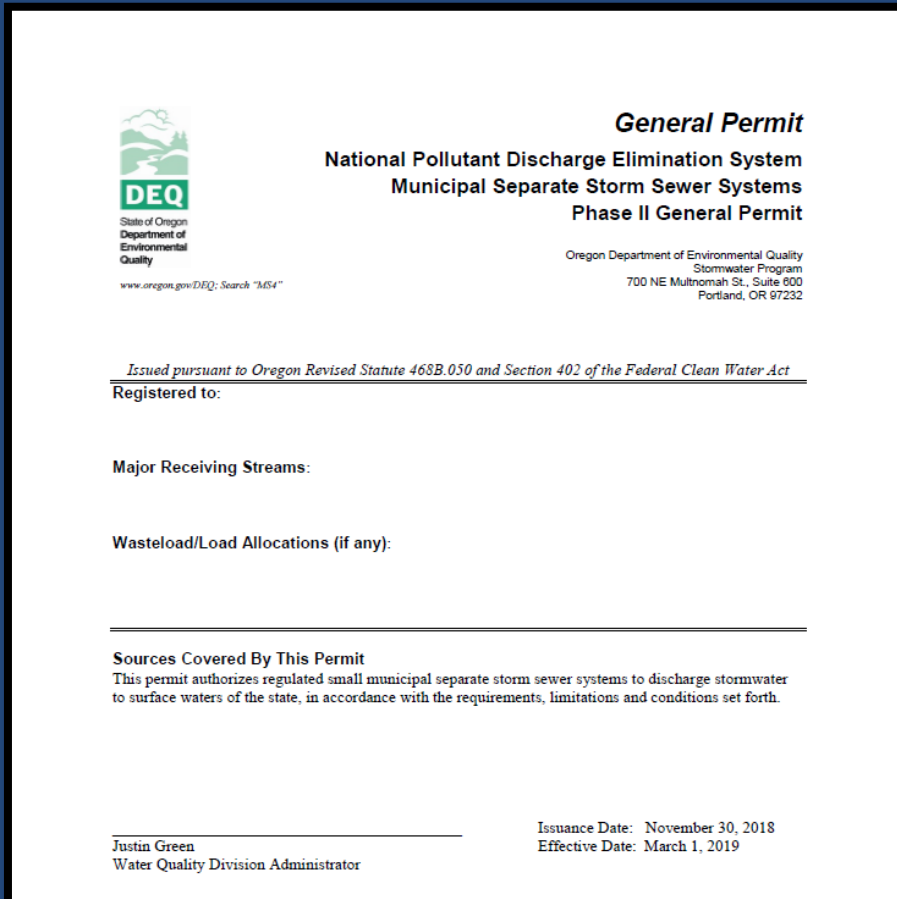 General Permit
National Pollutant Discharge Elimination System
Municipal Separate Storm Sewer Systems
Phase II General Permit
DEQ
State of Oregon
Department of
Environmental
Quality
www.oregon.gov/DEQ; Search "MS4"
Oregon Department of Environmental Quality
Stormwater Program
700 NE Multnomah St., Suite 600
Portland, OR 97232
Issued pursuant to Oregon Revised Statute 468B.050 and Section 402 of the Federal Clean Water Act
Registered to:
Major Receiving Streams:
Wasteload/Load Allocations (if any):
Sources Covered By This Permit
This permit authorizes regulated small municipal separate storm sewer systems to discharge stormwater
to surface waters of the state, in accordance with the requirements, limitations and conditions set forth.
Justin Green
Water Quality Division Administrator
Issuance Date: November 30, 2018
Effective Date: March 1, 2019